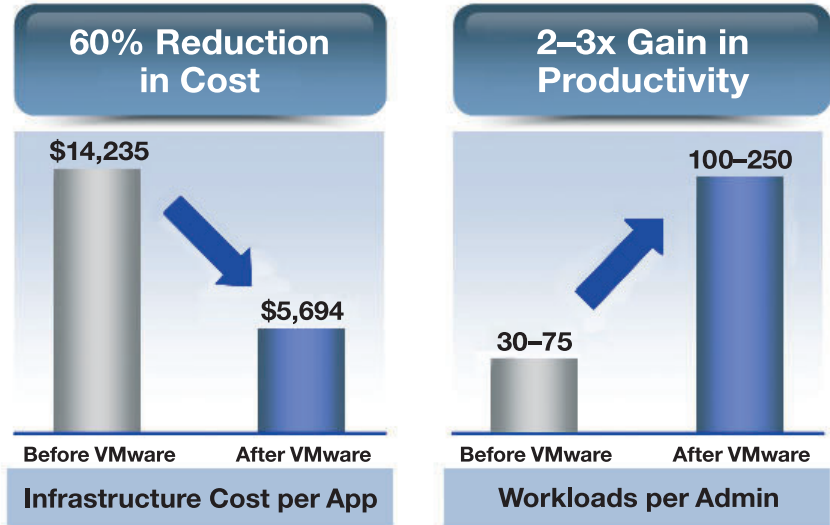 60% Reduction
in Cost
$14,235
$5,694
Before VMware
After VMware
Infrastructure Cost per App
2–3x Gain in
Productivity
100–250
30–75
Before VMware
After VMware
Workloads per Admin